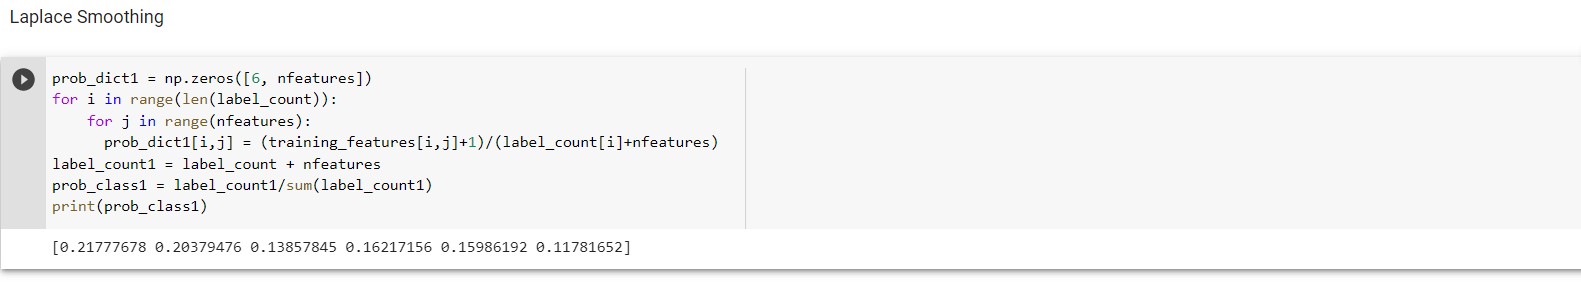 Laplace Smoothing
prob_dict1 = np.zeros([6, nfeatures])
for i in range(len(label_count)):
    for j in range(nfeatures):
      prob_dict1[i,j] = (training_features[i,j]+1)/(label_count[i]+nfeatures)
label_count1 = label_count + nfeatures
prob_class1 = label_count1/sum(label_count1)
print(prob_class1)
[0.21777678 0.20379476 0.13857845 0.16217156 0.15986192 0.11781652]